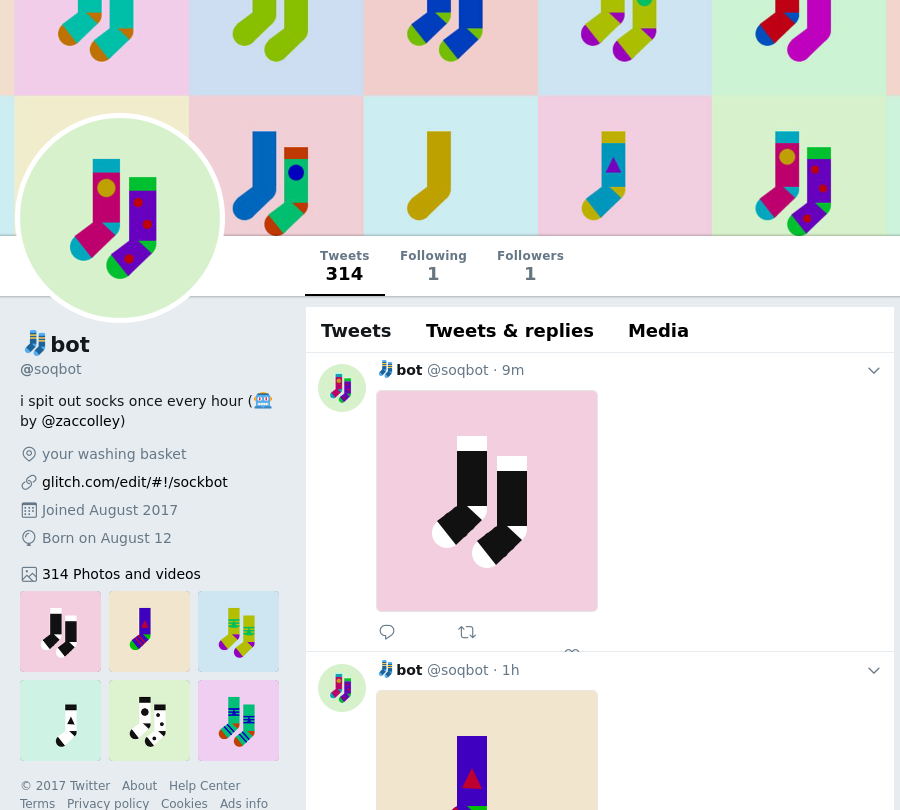 Tweets Following Followers
314 1 1
🧦bot
@soqbot
i spit out socks once every hour (🤖
by @zaccolley)
your washing basket
glitch.com/edit/#!/sockbot
Joined August 2017
Born on August 12
314 Photos and videos
© 2017 Twitter About Help Center
Terms Privacy policy Cookies Ads info
Tweets Tweets & replies Media
🧦bot @soqbot · 9m
🧦bot @soqbot · 1h